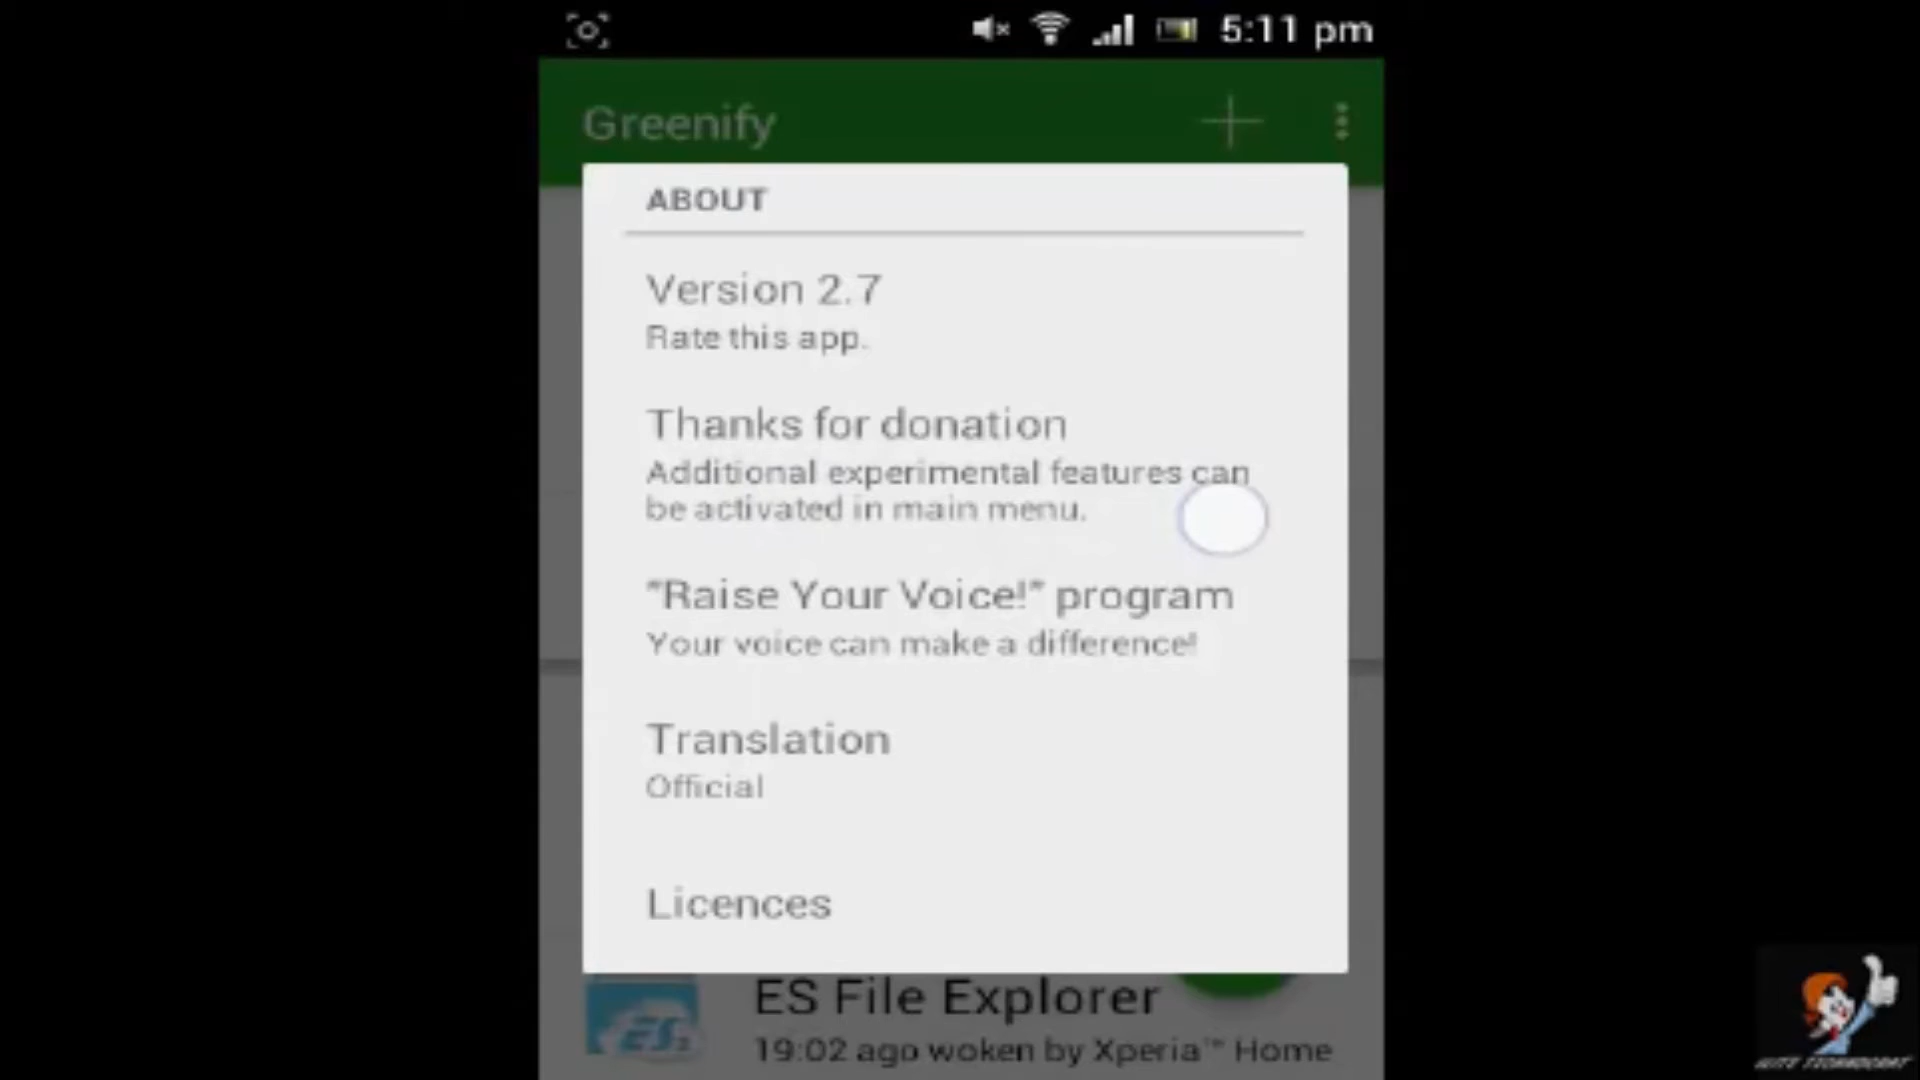 5:11 pm
Greenify
ABOUT
Version 2.7
Rate this app.
Thanks for donation
Additional experimental features can
be activated in main menu.
"Raise Your Voice!" program
Your voice can make a difference!
Translation
Official
Licences
ES File Explorer
19:02 ago woken by Xperia™ Home